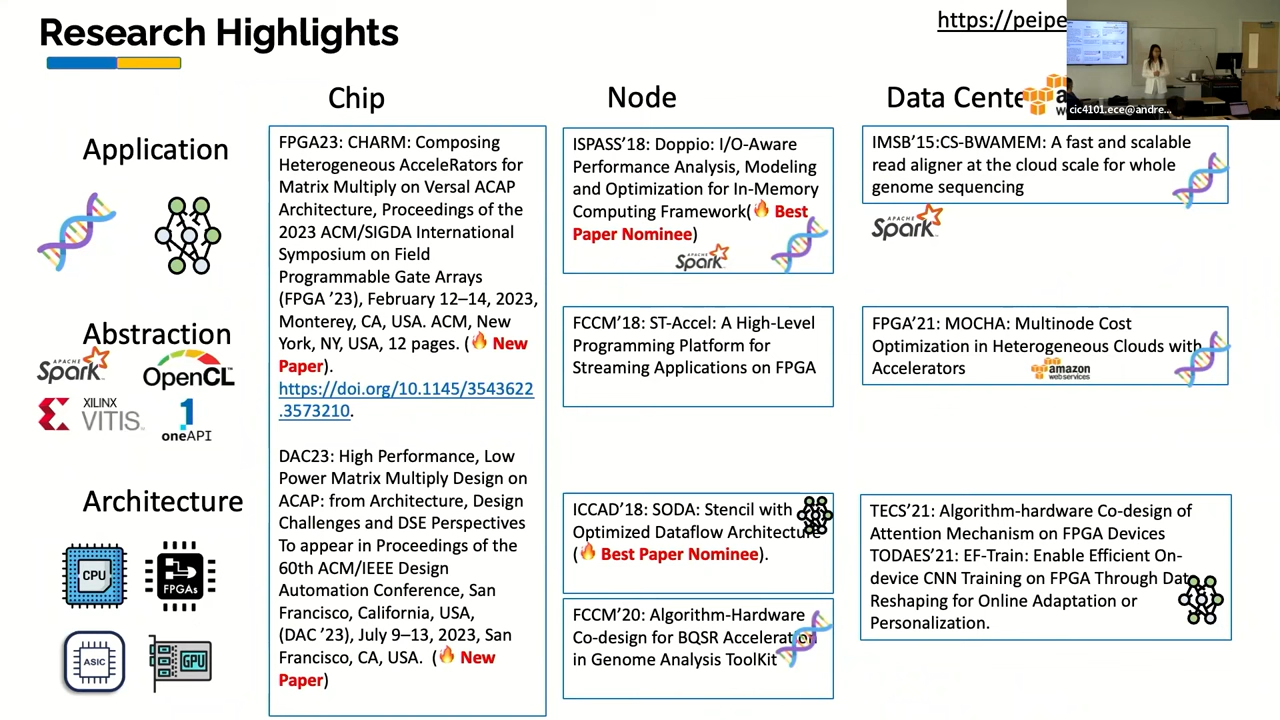 Research Highlights
https://peipe
cic4101.ece@andre...
Chip
Node
Data Cente
Application
Abstraction
APACHE
Spark
OpenCL
XILINX
VITIS
oneAPI
Architecture
CPU
FPGAs
ASIC
GPU
FPGA23: CHARM: Composing
Heterogeneous AcceleRators for
Matrix Multiply on Versal ACAP
Architecture, Proceedings of the
2023 ACM/SIGDA International
Symposium on Field
Programmable Gate Arrays
(FPGA ’23), February 12–14, 2023,
Monterey, CA, USA. ACM, New
York, NY, USA, 12 pages. ( New
Paper).
https://doi.org/10.1145/3543622
.3573210.
DAC23: High Performance, Low
Power Matrix Multiply Design on
ACAP: from Architecture, Design
Challenges and DSE Perspectives
To appear in Proceedings of the
60th ACM/IEEE Design
Automation Conference, San
Francisco, California, USA,
(DAC ’23), July 9–13, 2023, San
Francisco, CA, USA. ( New
Paper)
ISPASS’18: Doppio: I/O-Aware
Performance Analysis, Modeling
and Optimization for In-Memory
Computing Framework( Best
Paper Nominee)
APACHE
Spark
FCCM’18: ST-Accel: A High-Level
Programming Platform for
Streaming Applications on FPGA
ICCAD’18: SODA: Stencil with
Optimized Dataflow Architecture
( Best Paper Nominee).
FCCM’20: Algorithm-Hardware
Co-design for BQSR Acceleration
in Genome Analysis ToolKit
IMSB’15:CS-BWAMEM: A fast and scalable
read aligner at the cloud scale for whole
genome sequencing
APACHE
Spark
FPGA’21: MOCHA: Multinode Cost
Optimization in Heterogeneous Clouds with
Accelerators
amazon
web services
TECS’21: Algorithm-hardware Co-design of
Attention Mechanism on FPGA Devices
TODAES’21: EF-Train: Enable Efficient On-
device CNN Training on FPGA Through Data
Reshaping for Online Adaptation or
Personalization.